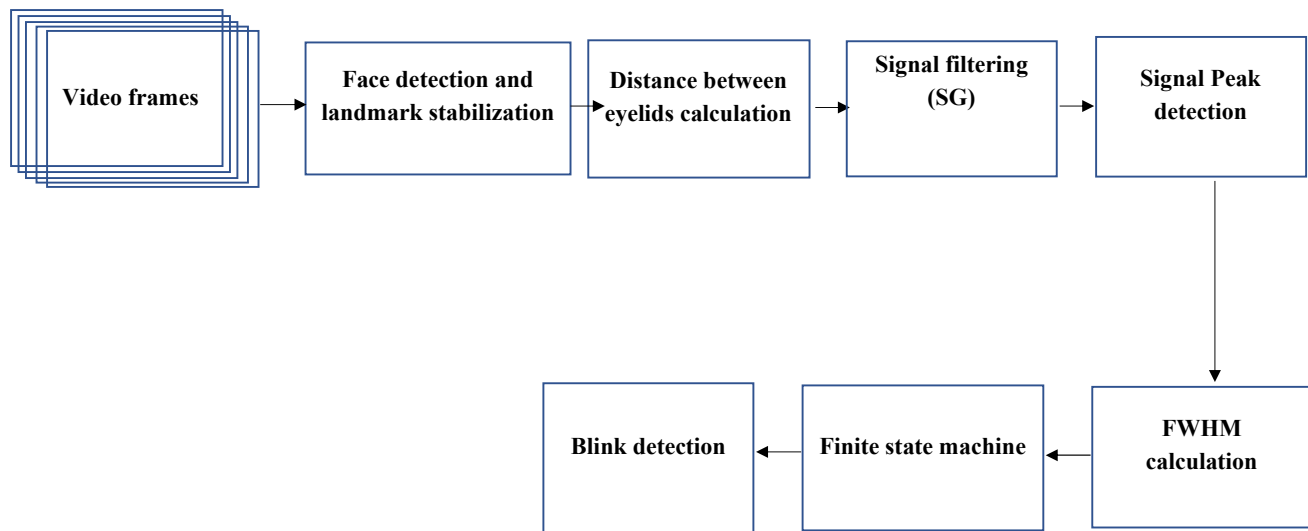 Video frames
Face detection and
landmark stabilization
Distance between
eyelids calculation
Signal filtering
(SG)
Signal Peak
detection
FWHM
calculation
Finite state machine
Blink detection